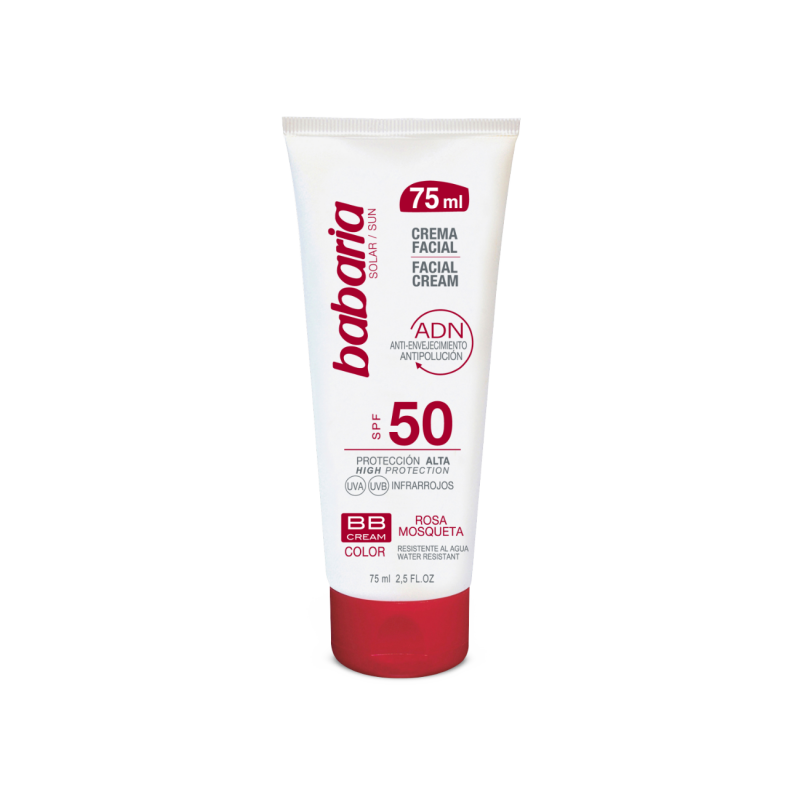 babaria
SOLAR / SUN
75 ml
CREMA
FACIAL
FACIAL
CREAM
ADN
ANTI-ENVEJECIMIENTO
ANTIPOLUCIÓN
SPF 50
PROTECCIÓN ALTA
HIGH PROTECTION
UVA UVB INFRARROJOS
BB
CREAM
COLOR
ROSA
MOSQUETA
RESISTENTE AL AGUA
WATER RESISTANT
75 ml 2,5 FL.OZ